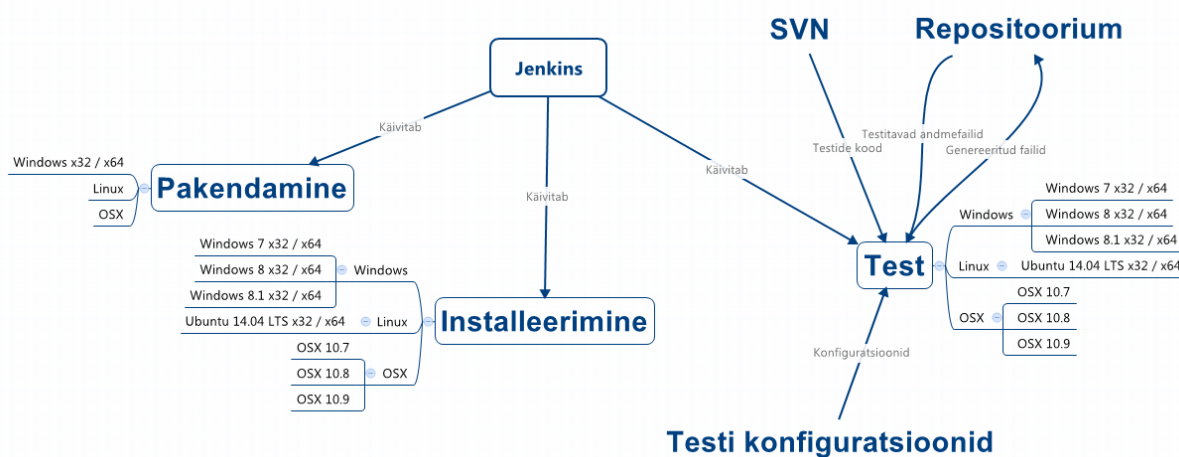 SVN
Repositoorium
Jenkins
Käivitab
Käivitab
Käivitab
Testide kood
Testitavad andmefailid
Genereeritud failid
Windows x32 / x64
Linux
OSX
Pakendamine
Windows 7 x32 / x64
Windows 8 x32 / x64
Windows 8.1 x32 / x64
Windows
Ubuntu 14.04 LTS x32 / x64
Linux
OSX 10.7
OSX 10.8
OSX 10.9
OSX
Installeerimine
Test
Windows
Windows 7 x32 / x64
Windows 8 x32 / x64
Windows 8.1 x32 / x64
Linux
Ubuntu 14.04 LTS x32 / x64
OSX
OSX 10.7
OSX 10.8
OSX 10.9
Konfiguratsioonid
Testi konfiguratsioonid